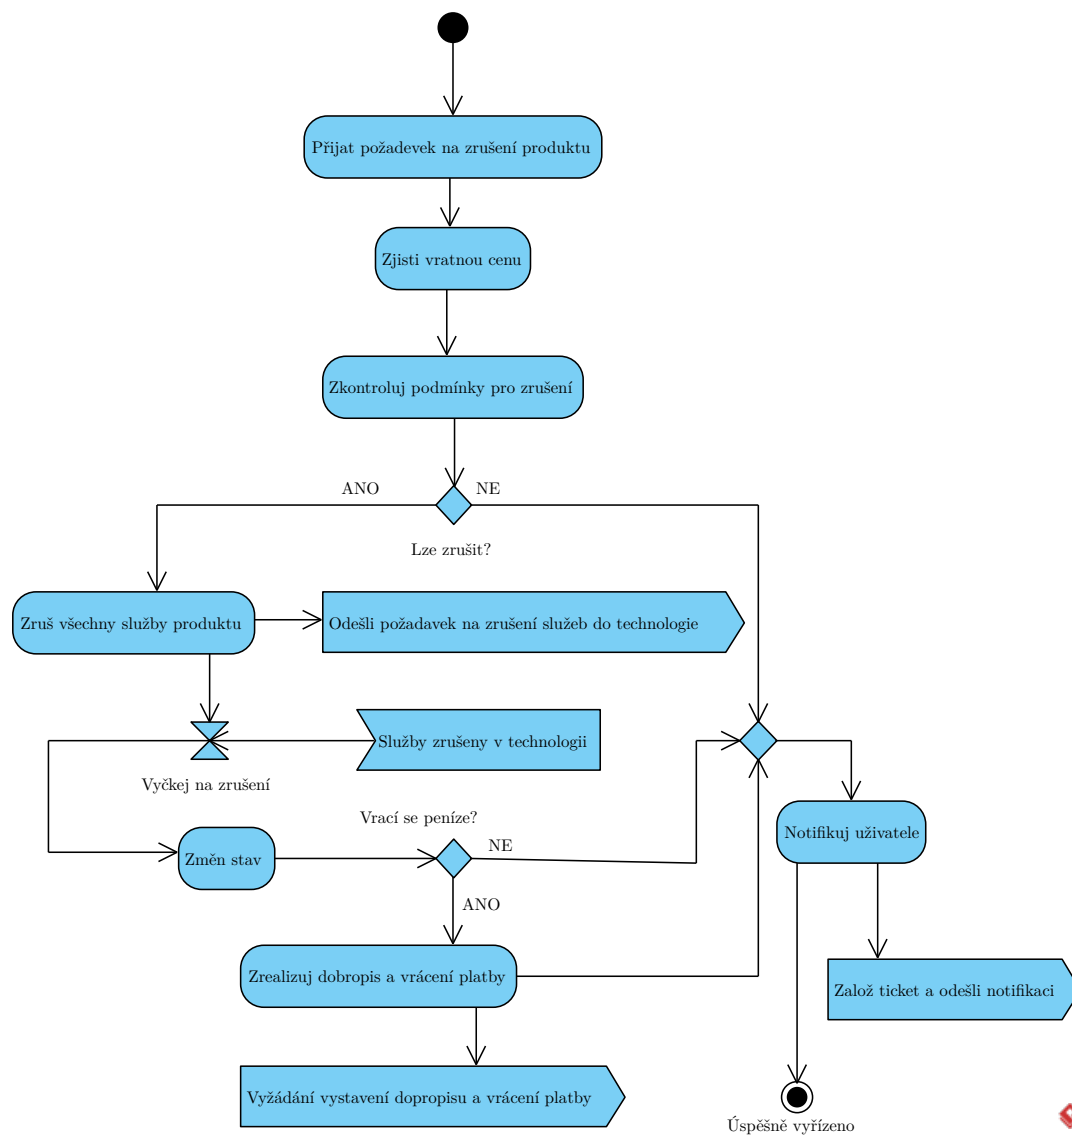 Přijat požadevek na zrušení produktu
Zjisti vratnou cenu
Zkontroluj podmínky pro zrušení
ANO
NE
Lze zrušit?
Zruš všechny služby produktu
Odešli požadavek na zrušení služeb do technologie
Služby zrušeny v technologii
Vyčkej na zrušení
Vrací se peníze?
Notifikuj uživatele
NE
Změn stav
ANO
Zrealizuj dobropis a vrácení platby
Založ ticket a odešli notifikaci
Vyžádání vystavení dopropisu a vrácení platby
Úspěšně vyřízeno